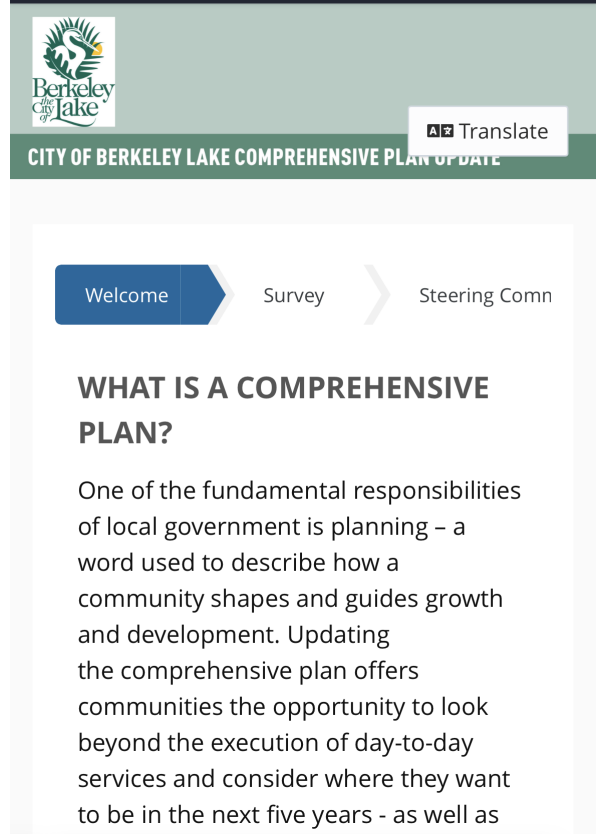 Berkeley
the
City
of
Lake
Translate
CITY OF BERKELEY LAKE COMPREHENSIVE PLAN UPDATE
Welcome
Survey
Steering Comm
WHAT IS A COMPREHENSIVE
PLAN?
One of the fundamental responsibilities
of local government is planning – a
word used to describe how a
community shapes and guides growth
and development. Updating
the comprehensive plan offers
communities the opportunity to look
beyond the execution of day-to-day
services and consider where they want
to be in the next five years - as well as